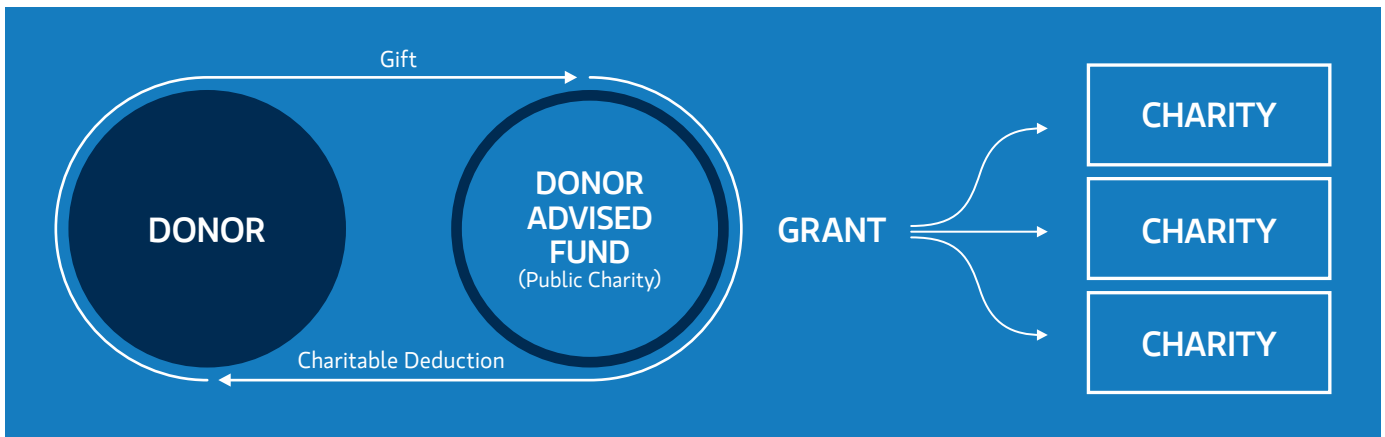 Gift
DONOR
DONOR
ADVISED
FUND
(Public Charity)
Charitable Deduction
GRANT
CHARITY
CHARITY
CHARITY